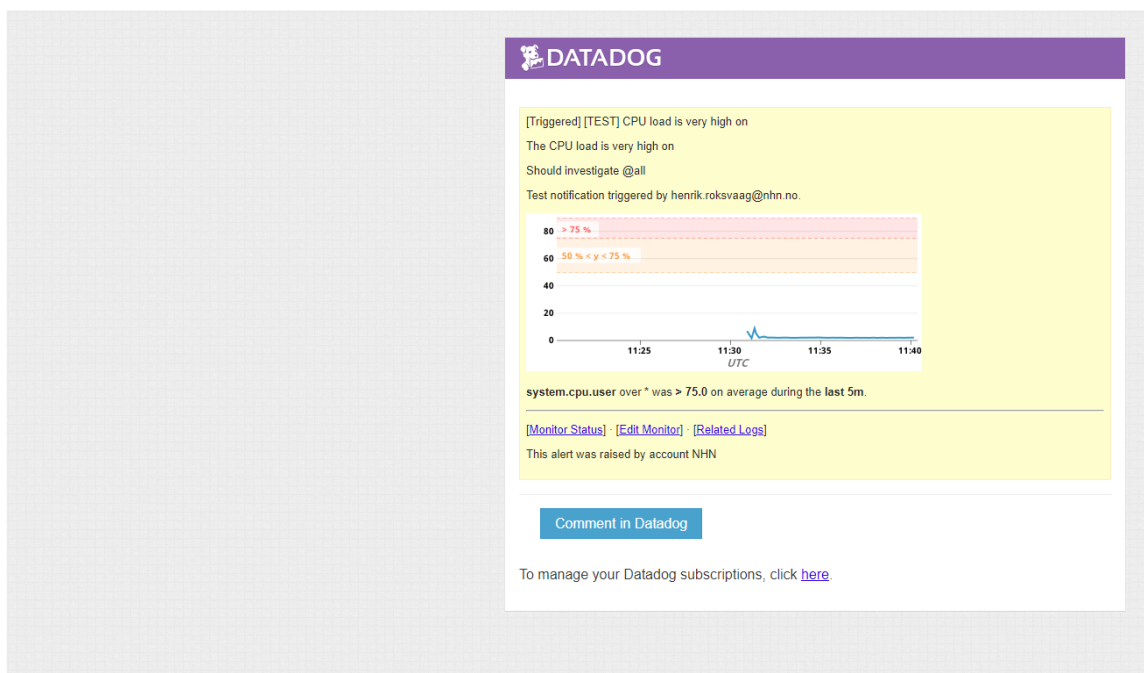 DATADOG
[Triggered] [TEST] CPU load is very high on
The CPU load is very high on
Should investigate @all
Test notification triggered by henrik.roksvaag@nhn.no.
80
> 75 %
60
50 % < y < 75 %
40
20
0
11:25 11:30 11:35 11:40
UTC
system.cpu.user over * was > 75.0 on average during the last 5m.
[Monitor Status] · [Edit Monitor] · [Related Logs]
This alert was raised by account NHN
Comment in Datadog
To manage your Datadog subscriptions, click here.